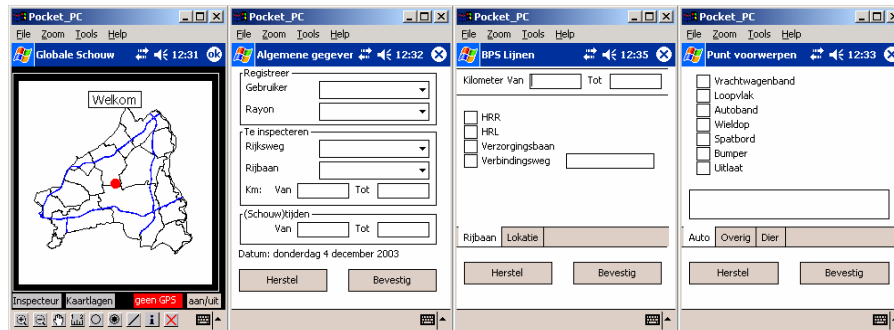 Pocket_PC
File Zoom Tools Help
Globale Schouw 12:31 ok
Welkom
Inspecteur Kaartlagen geen GPS aan/uit
Pocket_PC
File Zoom Tools Help
Algemene gegever 12:32
Registreer
Gebruiker
Rayon
Te inspecteren
Rijksweg
Rijbaan
Km: Van Tot
(Schouw)tijden
Van Tot
Datum: donderdag 4 december 2003
Herstel Bevestig
Pocket_PC
File Zoom Tools Help
BPS Lijnen 12:35
Kilometer Van Tot
HRR
HRL
Verzorgingsbaan
Verbindingsweg
Rijbaan Lokatie
Herstel Bevestig
Pocket_PC
File Zoom Tools Help
Punt voorwerpen 12:33
Vrachtwagenband
Loopvlak
Autoband
Wieldop
Spatbord
Bumper
Uitlaat
Auto Overig Dier
Herstel Bevestig